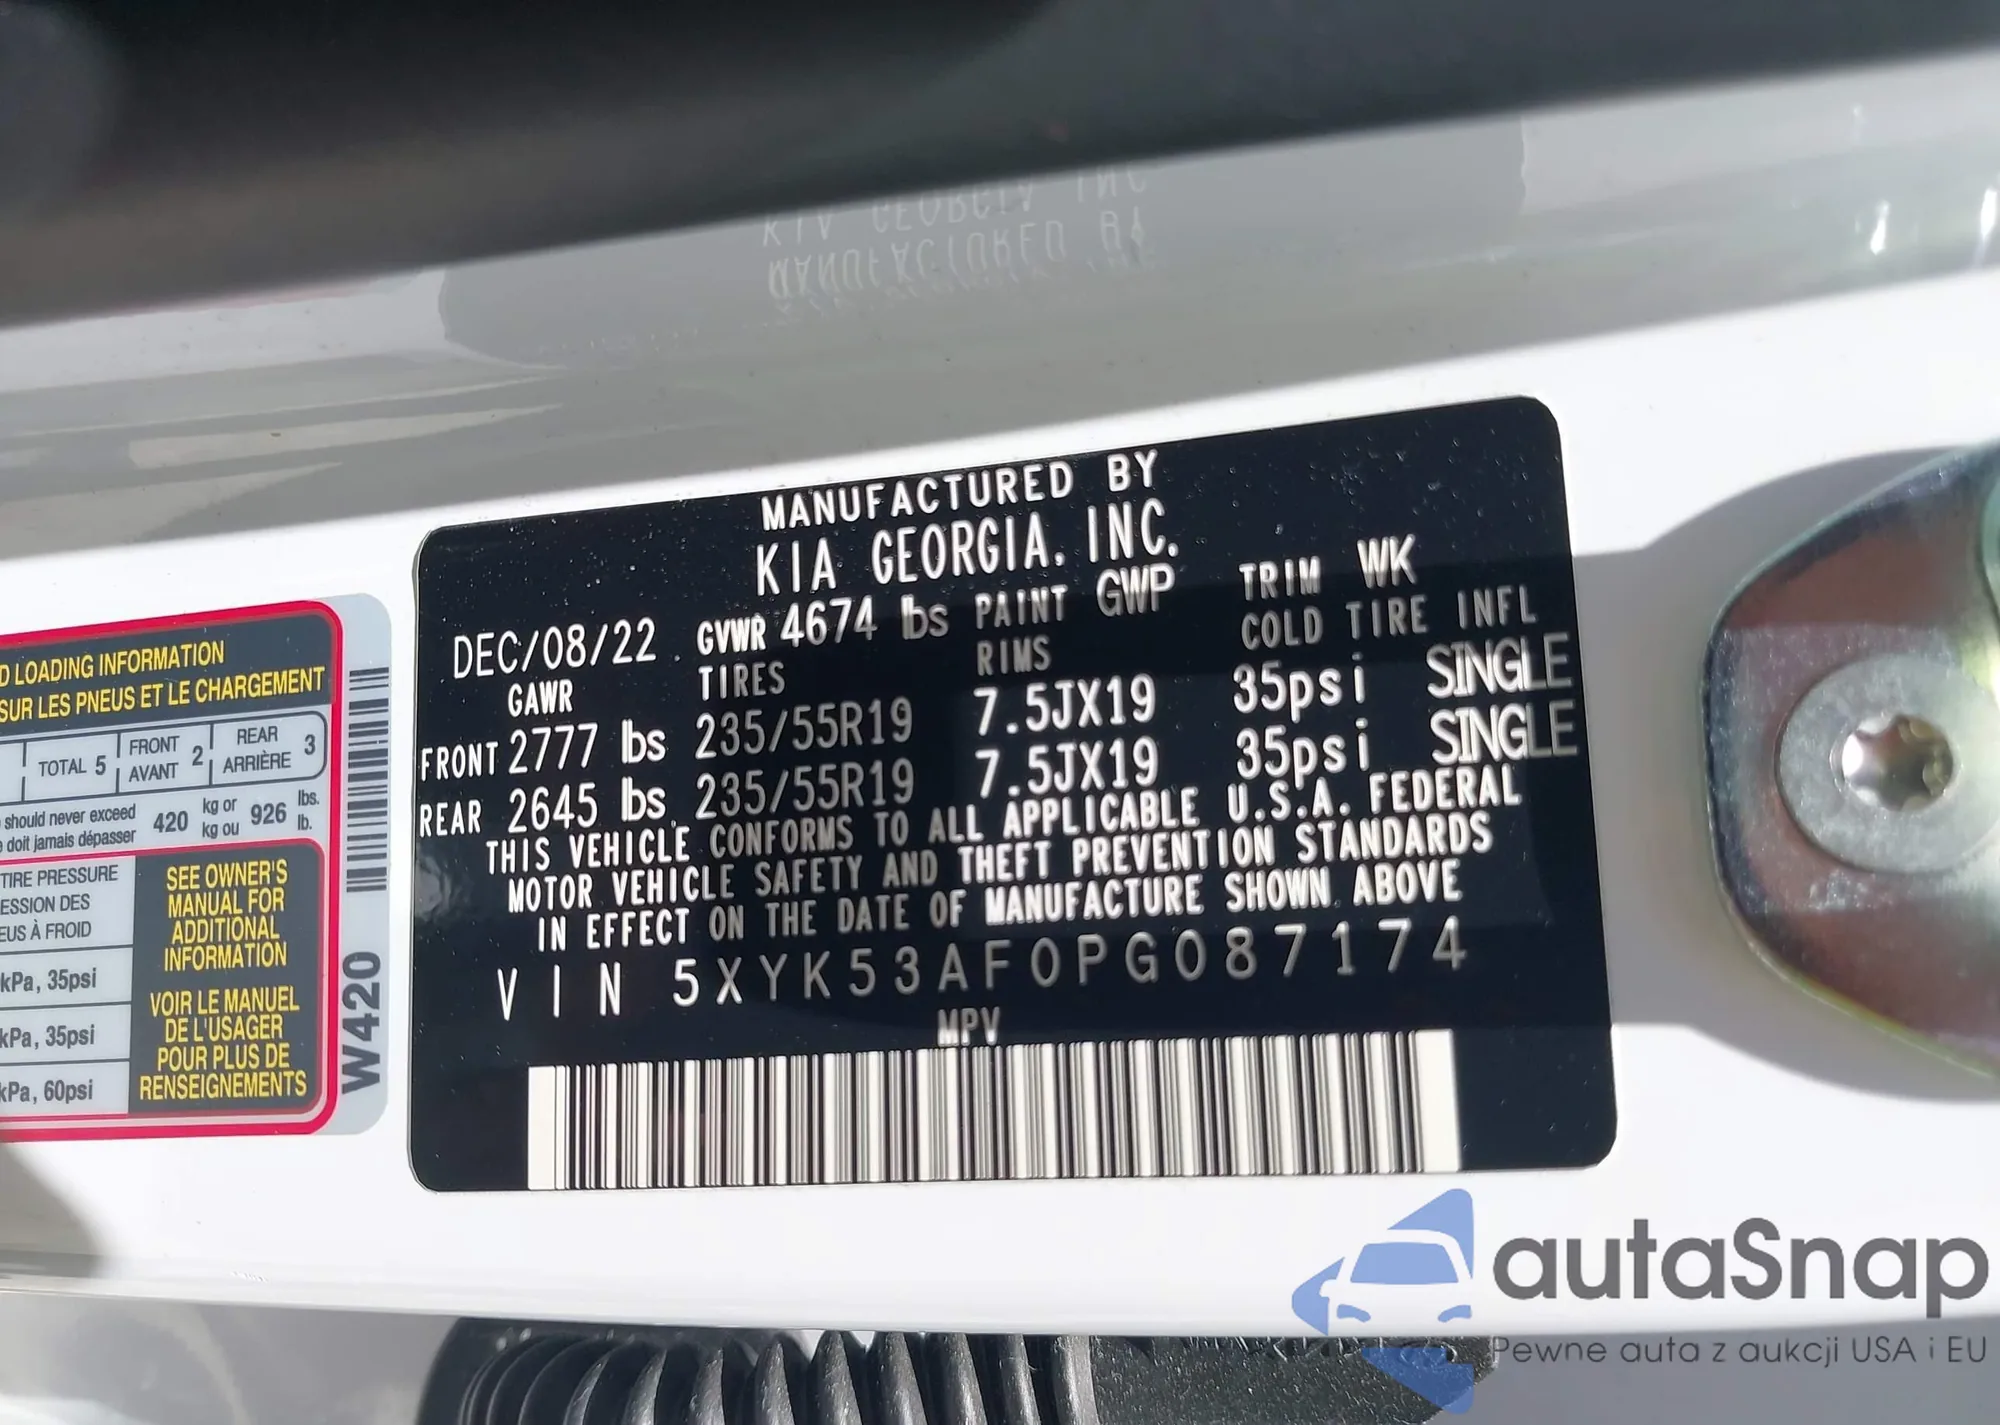 MANUFACTURED BY
KIA GEORGIA, INC.
DEC/08/22 GVWR 4674 lbs PAINT GWP TRIM WK
GAWR TIRES RIMS COLD TIRE INFL
FRONT 2777 lbs 235/55R19 7.5JX19 35psi SINGLE
REAR 2645 lbs 235/55R19 7.5JX19 35psi SINGLE
THIS VEHICLE CONFORMS TO ALL APPLICABLE U.S.A. FEDERAL
MOTOR VEHICLE SAFETY AND THEFT PREVENTION STANDARDS
IN EFFECT ON THE DATE OF MANUFACTURE SHOWN ABOVE
VIN 5XYK53AF0PG087174
MPV
D LOADING INFORMATION
SUR LES PNEUS ET LE CHARGEMENT
TOTAL 5
FRONT
AVANT
2
REAR
ARRIÈRE
3
should never exceed
doit jamais dépasser
420
kg or
kg ou
926
lbs.
lb.
TIRE PRESSURE
ESSION DES
EUS À FROID
kPa, 35psi
kPa, 35psi
kPa, 60psi
SEE OWNER'S
MANUAL FOR
ADDITIONAL
INFORMATION
VOIR LE MANUEL
DE L'USAGER
POUR PLUS DE
RENSEIGNEMENTS
W420
autaSnap
Pewne auta z aukcji USA i EU